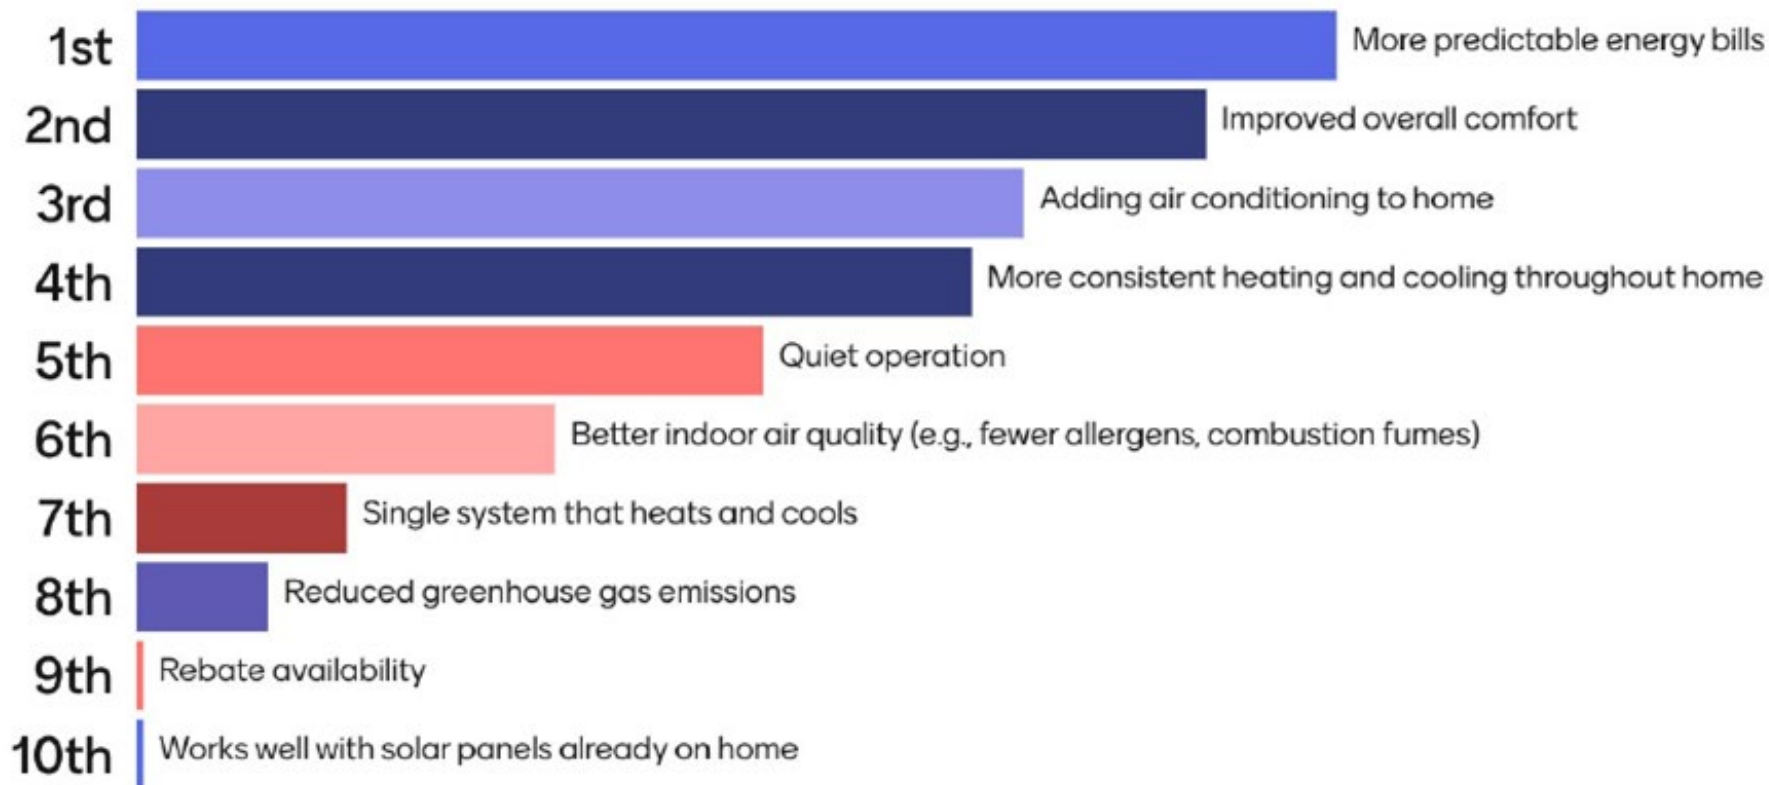 1st More predictable energy bills
2nd Improved overall comfort
3rd Adding air conditioning to home
4th More consistent heating and cooling throughout home
5th Quiet operation
6th Better indoor air quality (e.g., fewer allergens, combustion fumes)
7th Single system that heats and cools
8th Reduced greenhouse gas emissions
9th Rebate availability
10th Works well with solar panels already on home